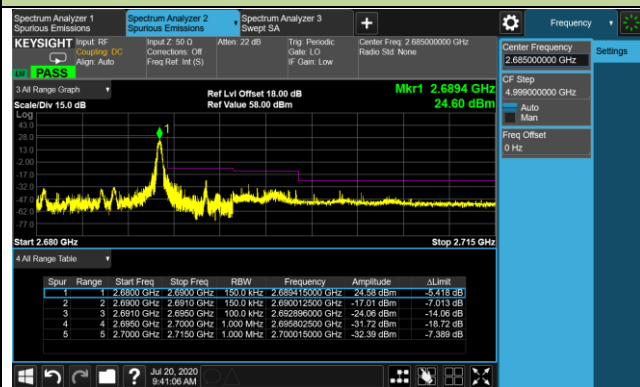 Spectrum Analyzer 1
Spurious Emissions
Spectrum Analyzer 2
Spurious Emissions
Spectrum Analyzer 3
Swept SA
Frequency
KEYSIGHT
Input: RF
Coupling: DC
Align: Auto
Input Z: 50 Ω
Corrections: Off
Freq Ref: Int (S)
Atten: 22 dB
Trig: Periodic
Gate: LO
IF Gain: Low
Center Freq: 2.685000000 GHz
Radio Std: None
PASS
Center Frequency
2.685000000 GHz
Settings
CF Step
4.999000000 GHz
Auto
Man
Freq Offset
0 Hz
3 All Range Graph
Scale/Div 15.0 dB
Ref Lvl Offset 18.00 dB
Ref Value 58.00 dBm
Mkr1 2.6894 GHz
24.60 dBm
Log
43.0
28.0
13.0
-2.00
-17.0
-32.0
-47.0
-62.0
-77.0
1
Start 2.680 GHz
Stop 2.715 GHz
4 All Range Table
Spur Range Start Freq Stop Freq RBW Frequency Amplitude ΔLimit
1 1 2.6800 GHz 2.6900 GHz 150.0 kHz 2.689415000 GHz 24.58 dBm -5.418 dB
2 2 2.6900 GHz 2.6910 GHz 150.0 kHz 2.690012500 GHz -17.01 dBm -7.013 dB
3 3 2.6910 GHz 2.6950 GHz 100.0 kHz 2.692896000 GHz -24.06 dBm -14.06 dB
4 4 2.6950 GHz 2.7000 GHz 1.000 MHz 2.695802500 GHz -31.72 dBm -18.72 dB
5 5 2.7000 GHz 2.7150 GHz 1.000 MHz 2.700015000 GHz -32.39 dBm -7.389 dB
Jul 20, 2020
9:41:06 AM